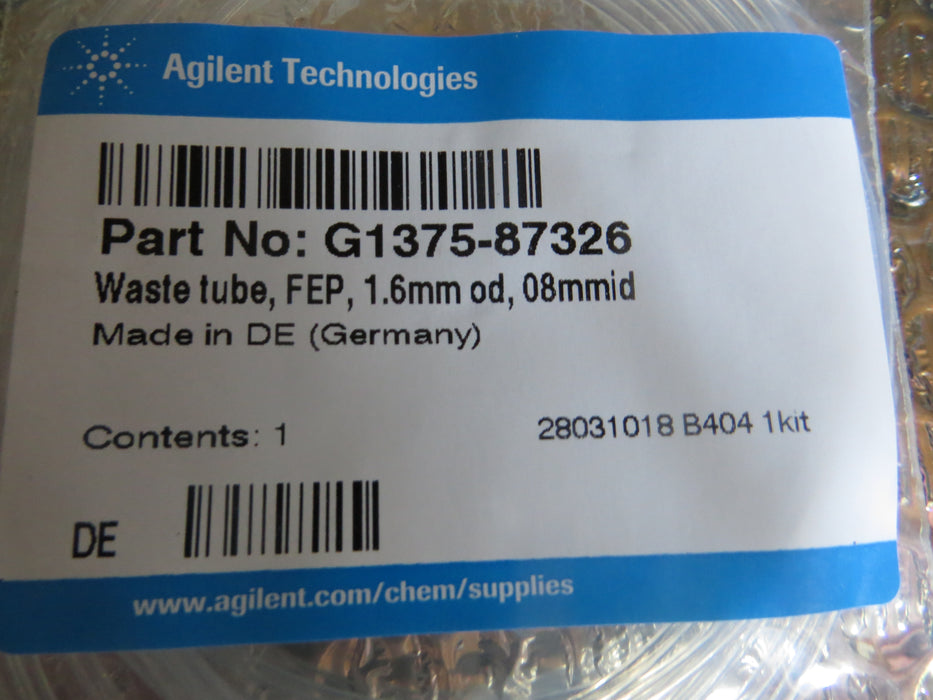 Agilent Technologies
Part No: G1375-87326
Waste tube, FEP, 1.6mm od, 08mmid
Made in DE (Germany)
Contents: 1
28031018 B404 1kit
DE
www.agilent.com/chem/supplies